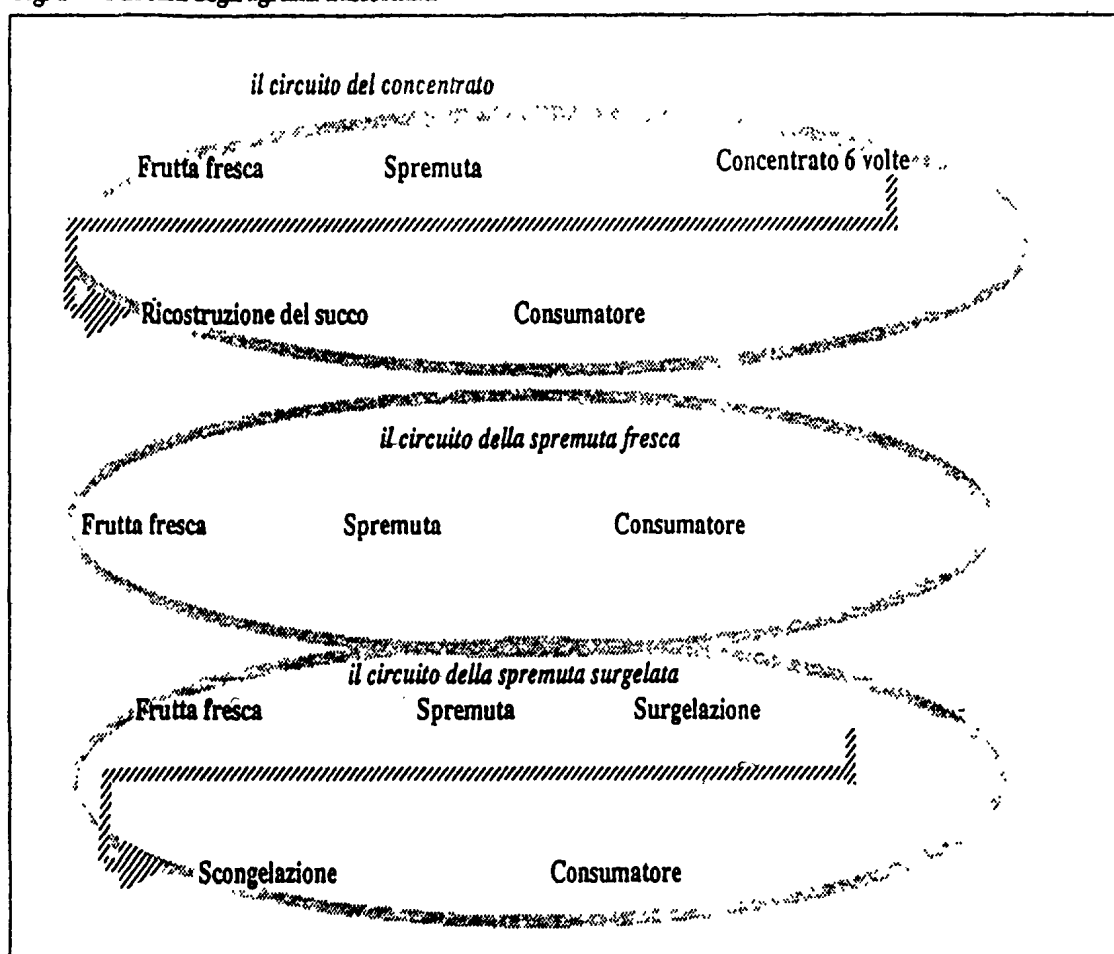 il circuito del concentrato
Frutta fresca Spremuta Concentrato 6 volte
Ricostruzione del succo Consumatore
il circuito della spremuta fresca
Frutta fresca Spremuta Consumatore
il circuito della spremuta surgelata
Frutta fresca Spremuta Surgelazione
Scongelazione Consumatore